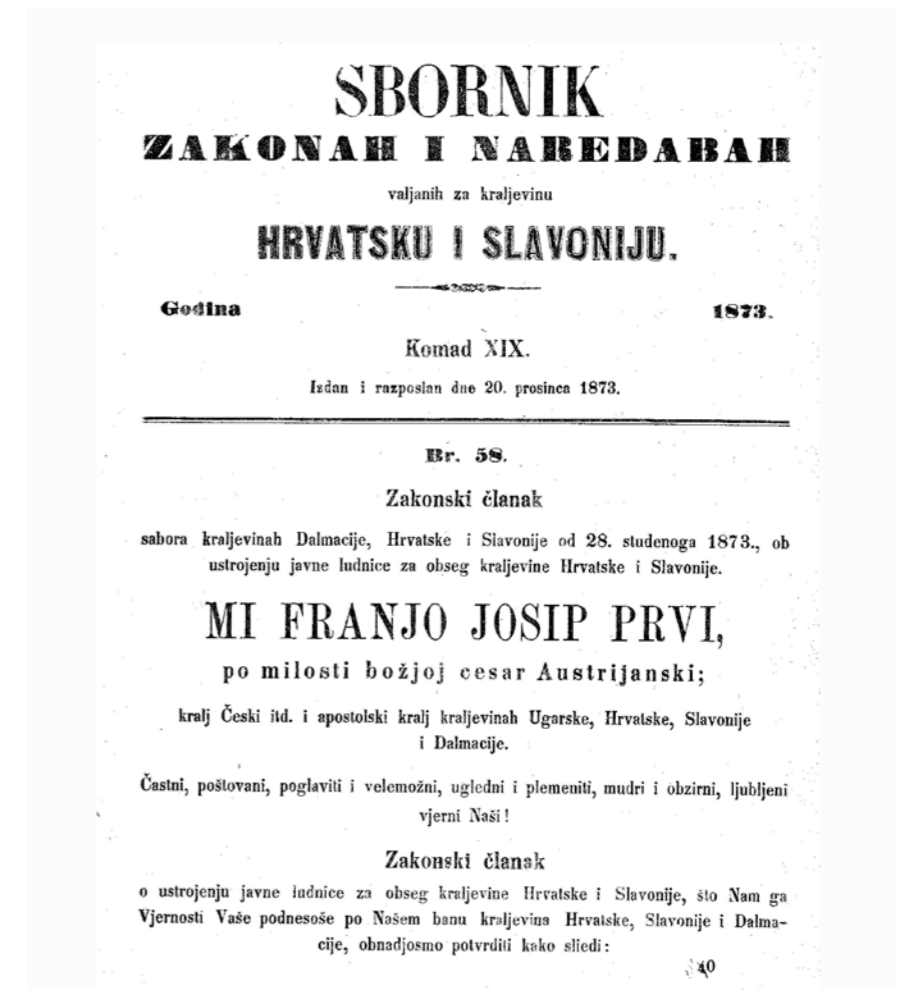 SBORNIK
ZAKONAH I NAREDABAH
valjanih za kraljevinu
HRVATSKU I SLAVONIJU.
Godina 1873.
Komad XIX.
Izdan i razposlan dne 20. prosinca 1873.
Br. 58.
Zakonski članak
sabora kraljevinah Dalmacije, Hrvatske i Slavonije od 28. studenoga 1873., ob
ustrojenju javne ludnice za obseg kraljevine Hrvatske i Slavonije.
MI FRANJO JOSIP PRVI,
po milosti božjoj cesar Austrijanski;
kralj Česki itd. i apostolski kralj kraljevinah Ugarske, Hrvatske, Slavonije
i Dalmacije.
Častni, poštovani, poglaviti i velemožni, ugledni i plemeniti, mudri i obzirni, ljubljeni
vjerni Naši!
Zakonski članak
o ustrojenju javne ludnice za obseg kraljevine Hrvatske i Slavonije, što Nam ga
Vjernosti Vaše podnesoše po Našem banu kraljevina Hrvatske, Slavonije i Dalma-
cije, obnadjosmo potvrditi kako sliedi:
40